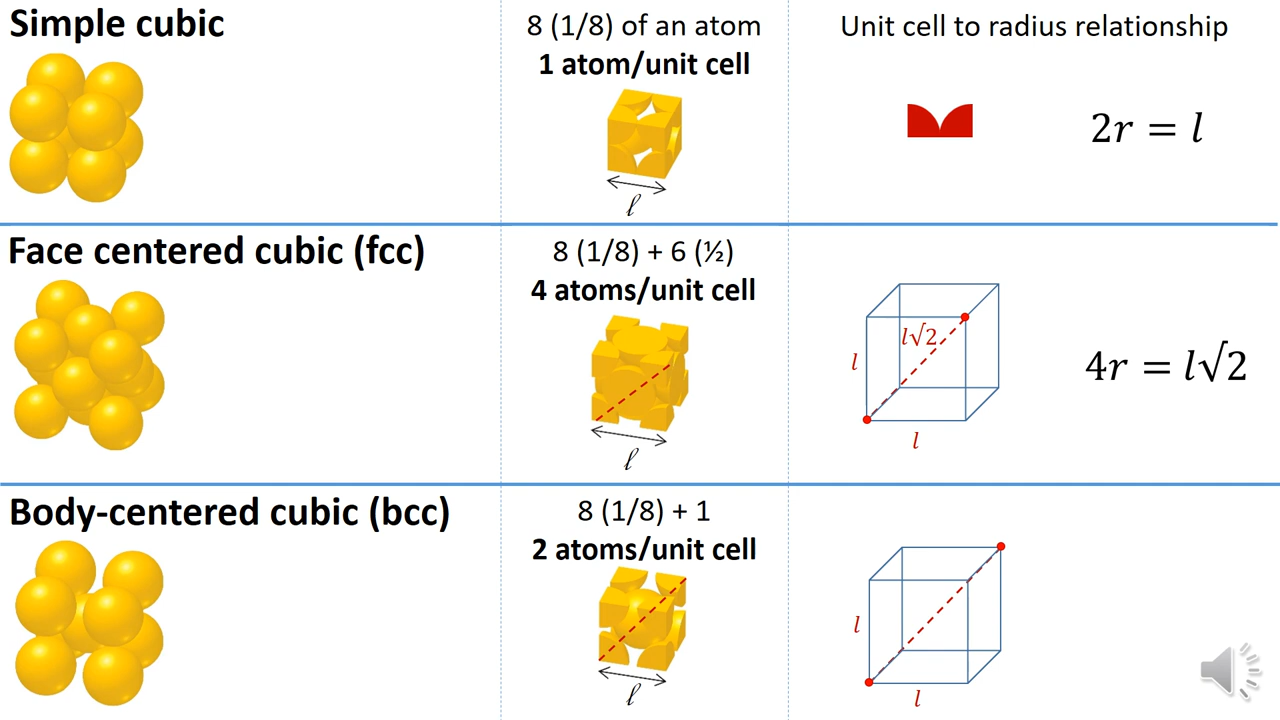 Simple cubic
8 (1/8) of an atom
1 atom/unit cell
ℓ
Unit cell to radius relationship
2r = l
Face centered cubic (fcc)
8 (1/8) + 6 (½)
4 atoms/unit cell
ℓ
l√2
l
l
4r = l√2
Body-centered cubic (bcc)
8 (1/8) + 1
2 atoms/unit cell
ℓ
l
l